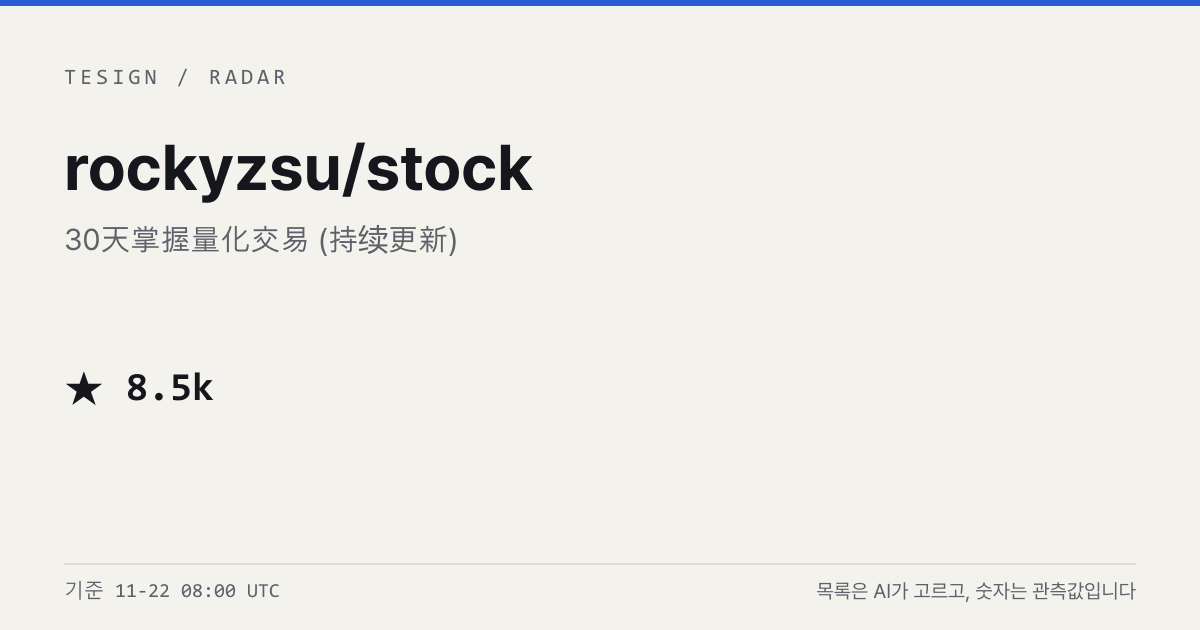 TESIGN / RADAR
rockyzsu/stock
30天掌握量化交易 (持续更新)
★ 8.5k
기준 11-22 08:00 UTC
목록은 AI가 고르고, 숫자는 관측값입니다